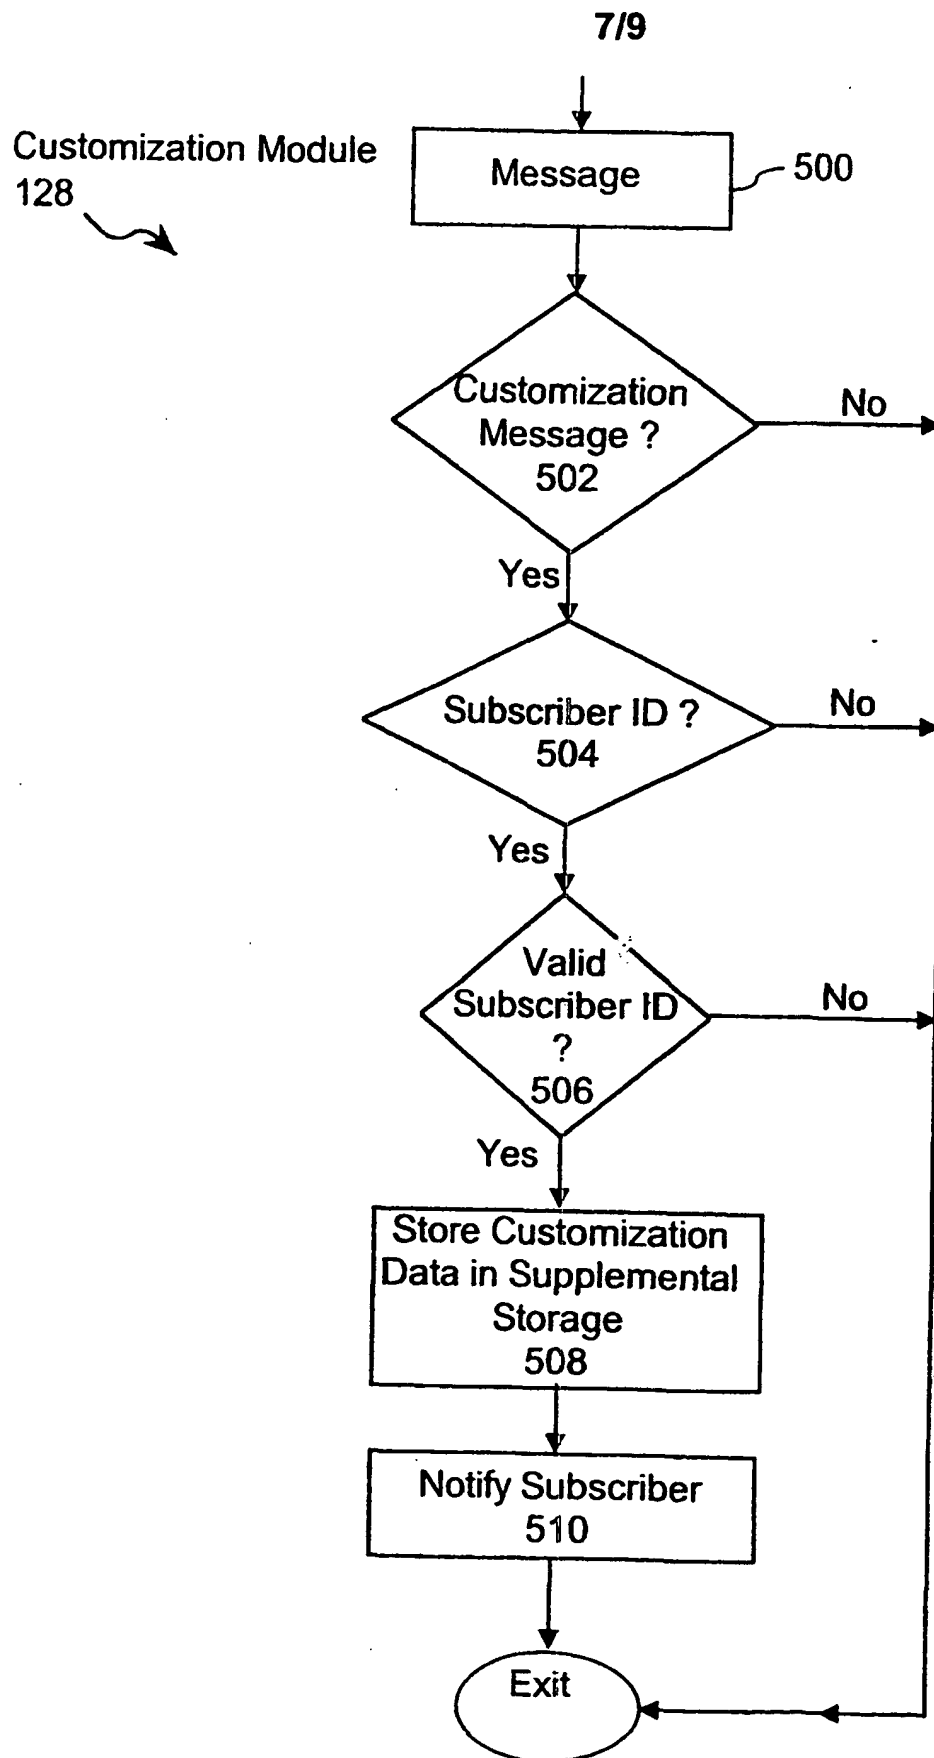 7/9
Customization Module
128
Message
500
Customization
Message ?
502
No
Yes
Subscriber ID ?
504
No
Yes
Valid
Subscriber ID
?
506
No
Yes
Store Customization
Data in Supplemental
Storage
508
Notify Subscriber
510
Exit